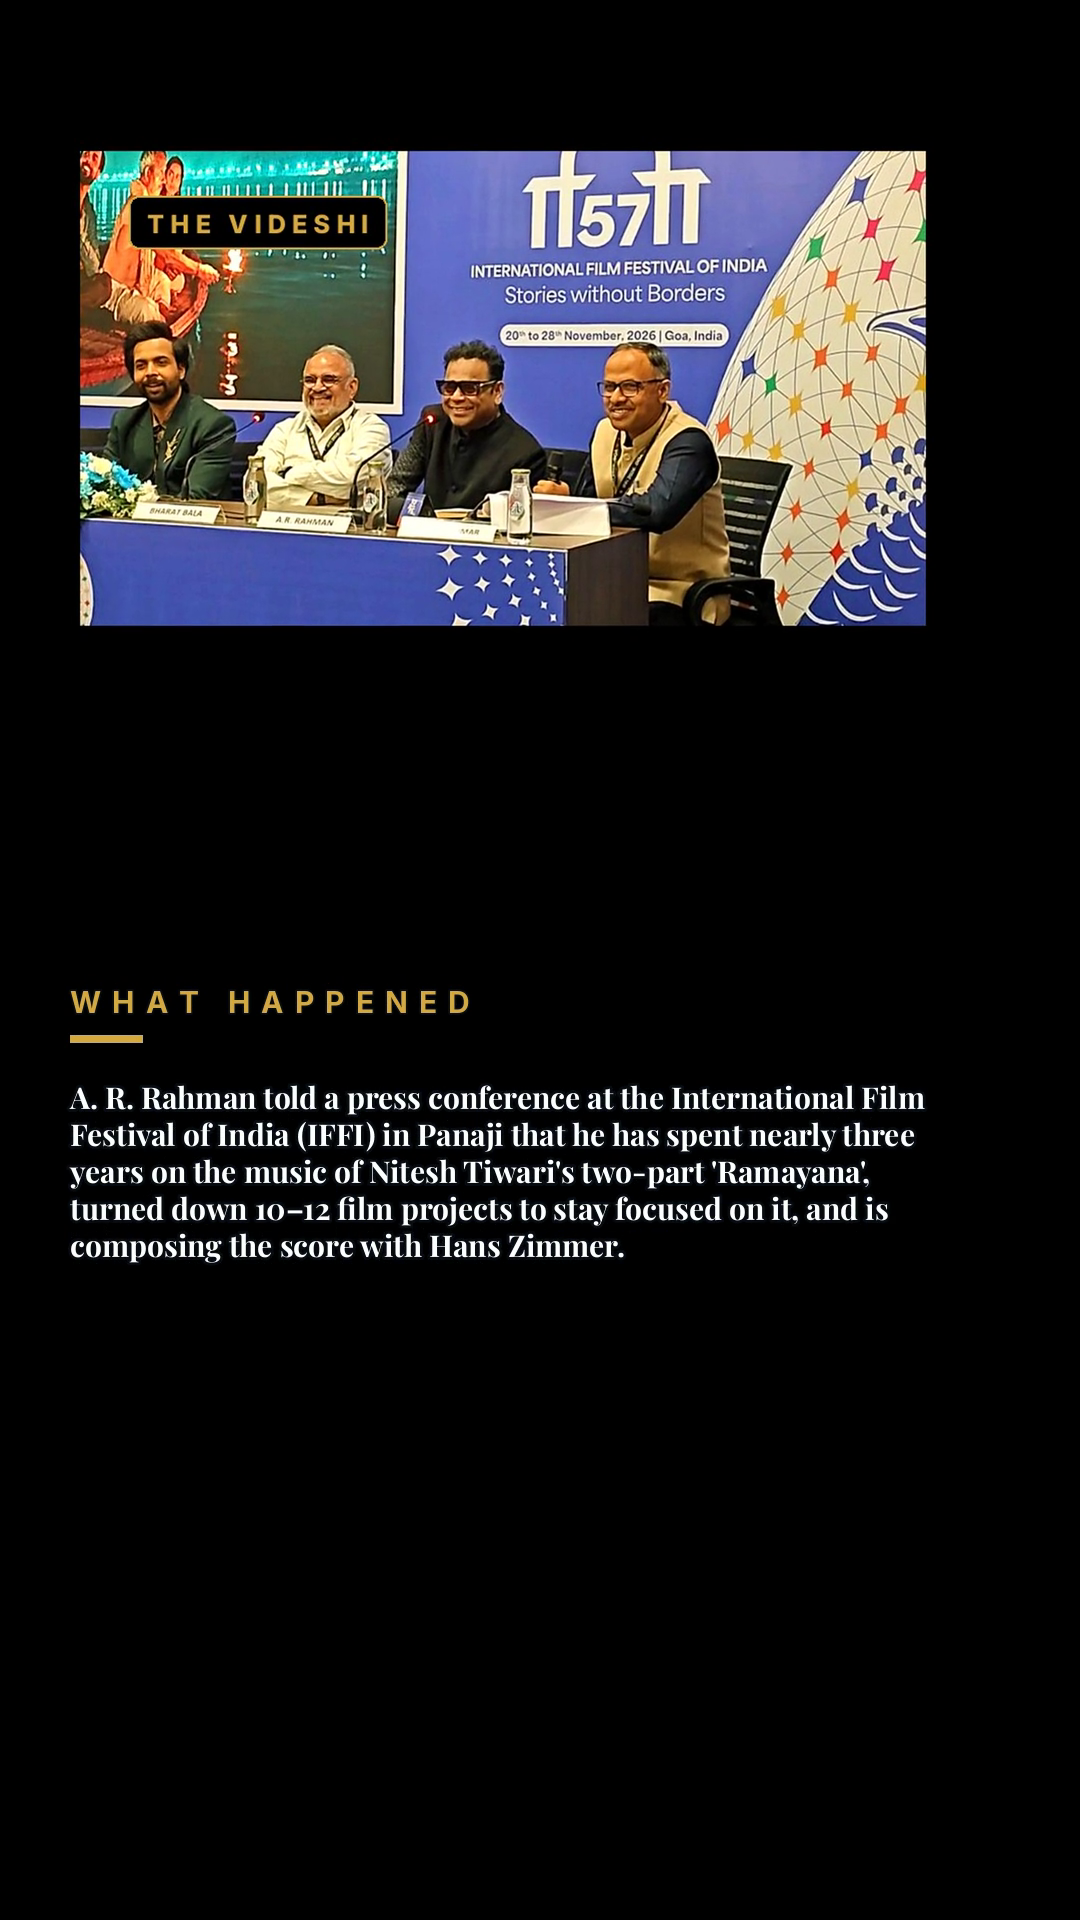 THE VIDESHI
57
INTERNATIONAL FILM FESTIVAL OF INDIA
Stories without Borders
20th to 28th November, 2026 | Goa, India
BHARAT BALA
A.R. RAHMAN
MAR
WHAT HAPPENED
A. R. Rahman told a press conference at the International Film
Festival of India (IFFI) in Panaji that he has spent nearly three
years on the music of Nitesh Tiwari's two-part 'Ramayana',
turned down 10–12 film projects to stay focused on it, and is
composing the score with Hans Zimmer.